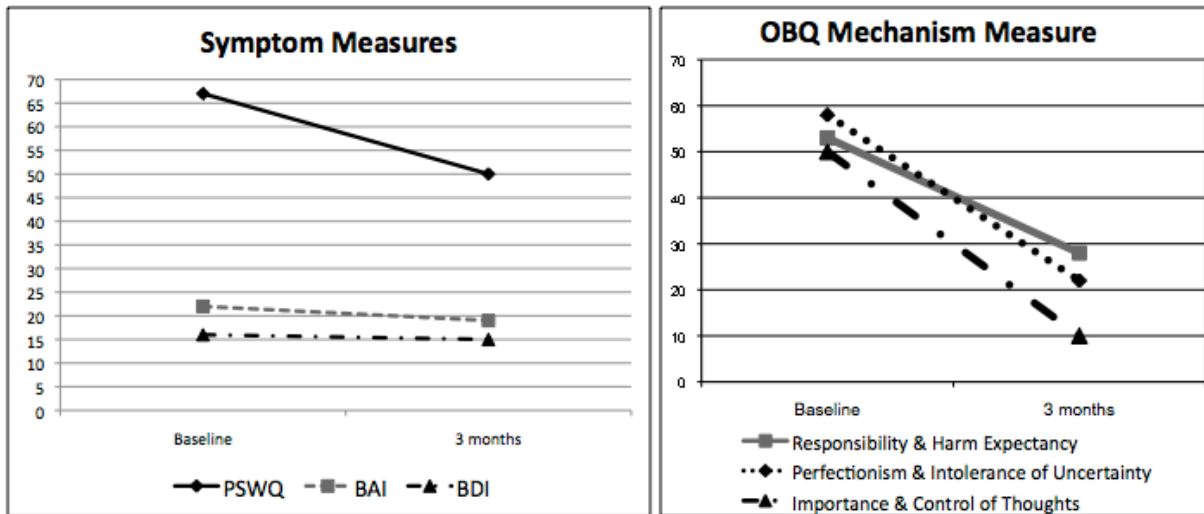 Symptom Measures
70
65
60
55
50
45
40
35
30
25
20
15
10
5
0
Baseline 3 months
PSWQ BAI BDI
OBQ Mechanism Measure
70
60
50
40
30
20
10
0
Baseline 3 months
Responsibility & Harm Expectancy
Perfectionism & Intolerance of Uncertainty
Importance & Control of Thoughts